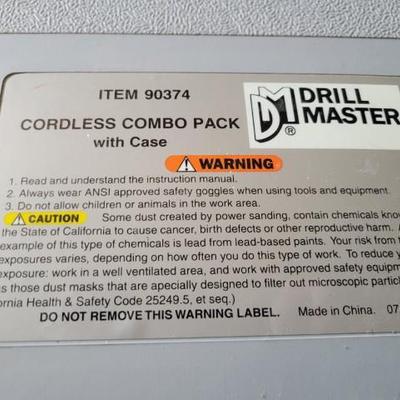 ITEM 90374
DM DRILL MASTER ®
CORDLESS COMBO PACK
with Case
WARNING
1. Read and understand the instruction manual.
2. Always wear ANSI approved safety goggles when using tools and equipment.
3. Do not allow children or animals in the work area.
CAUTION Some dust created by power sanding, contain chemicals know
the State of California to cause cancer, birth defects or other reproductive harm. A
example of this type of chemicals is lead from lead-based paints. Your risk from t
exposures varies, depending on how often you do this type of work. To reduce y
exposure: work in a well ventilated area, and work with approved safety equipm
as those dust masks that are apecially designed to filter out microscopic particl
ornia Health & Safety Code 25249.5, et seq.)
DO NOT REMOVE THIS WARNING LABEL. Made in China. 07